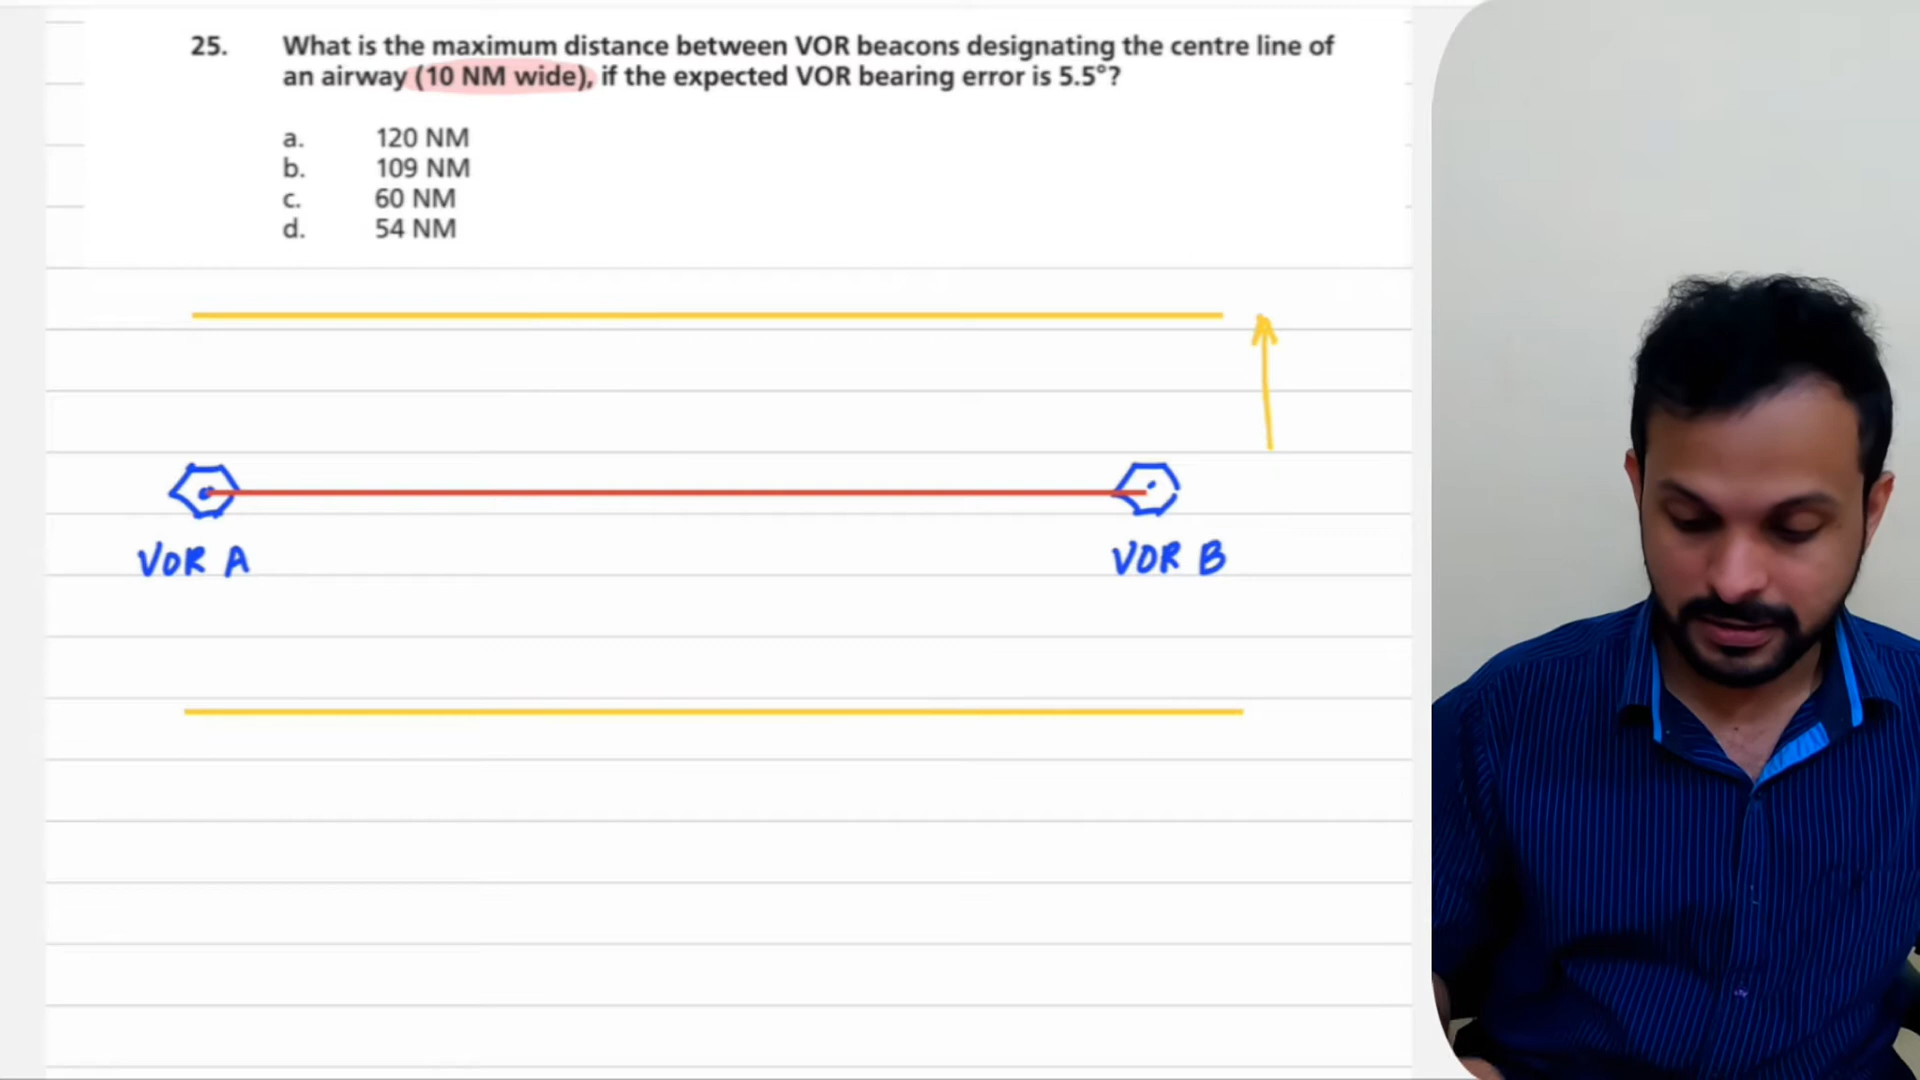 25. What is the maximum distance between VOR beacons designating the centre line of
an airway (10 NM wide), if the expected VOR bearing error is 5.5°?
a. 120 NM
b. 109 NM
c. 60 NM
d. 54 NM
VOR A VOR B